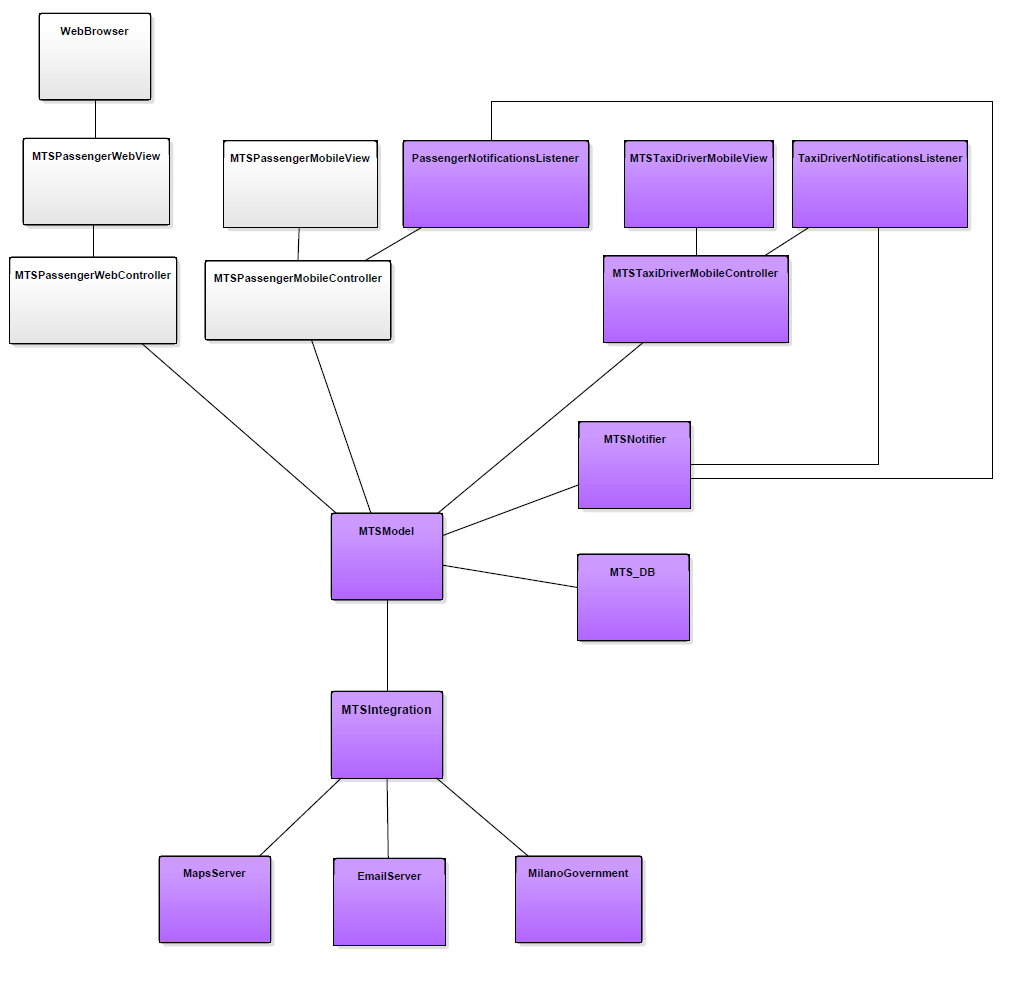 WebBrowser
MTSPassengerWebView
MTSPassengerMobileView
PassengerNotificationsListener
MTSTaxiDriverMobileView
TaxiDriverNotificationsListener
MTSPassengerWebController
MTSPassengerMobileController
MTSTaxiDriverMobileController
MTSNotifier
MTSModel
MTS_DB
MTSIntegration
MapsServer
EmailServer
MilanoGovernment